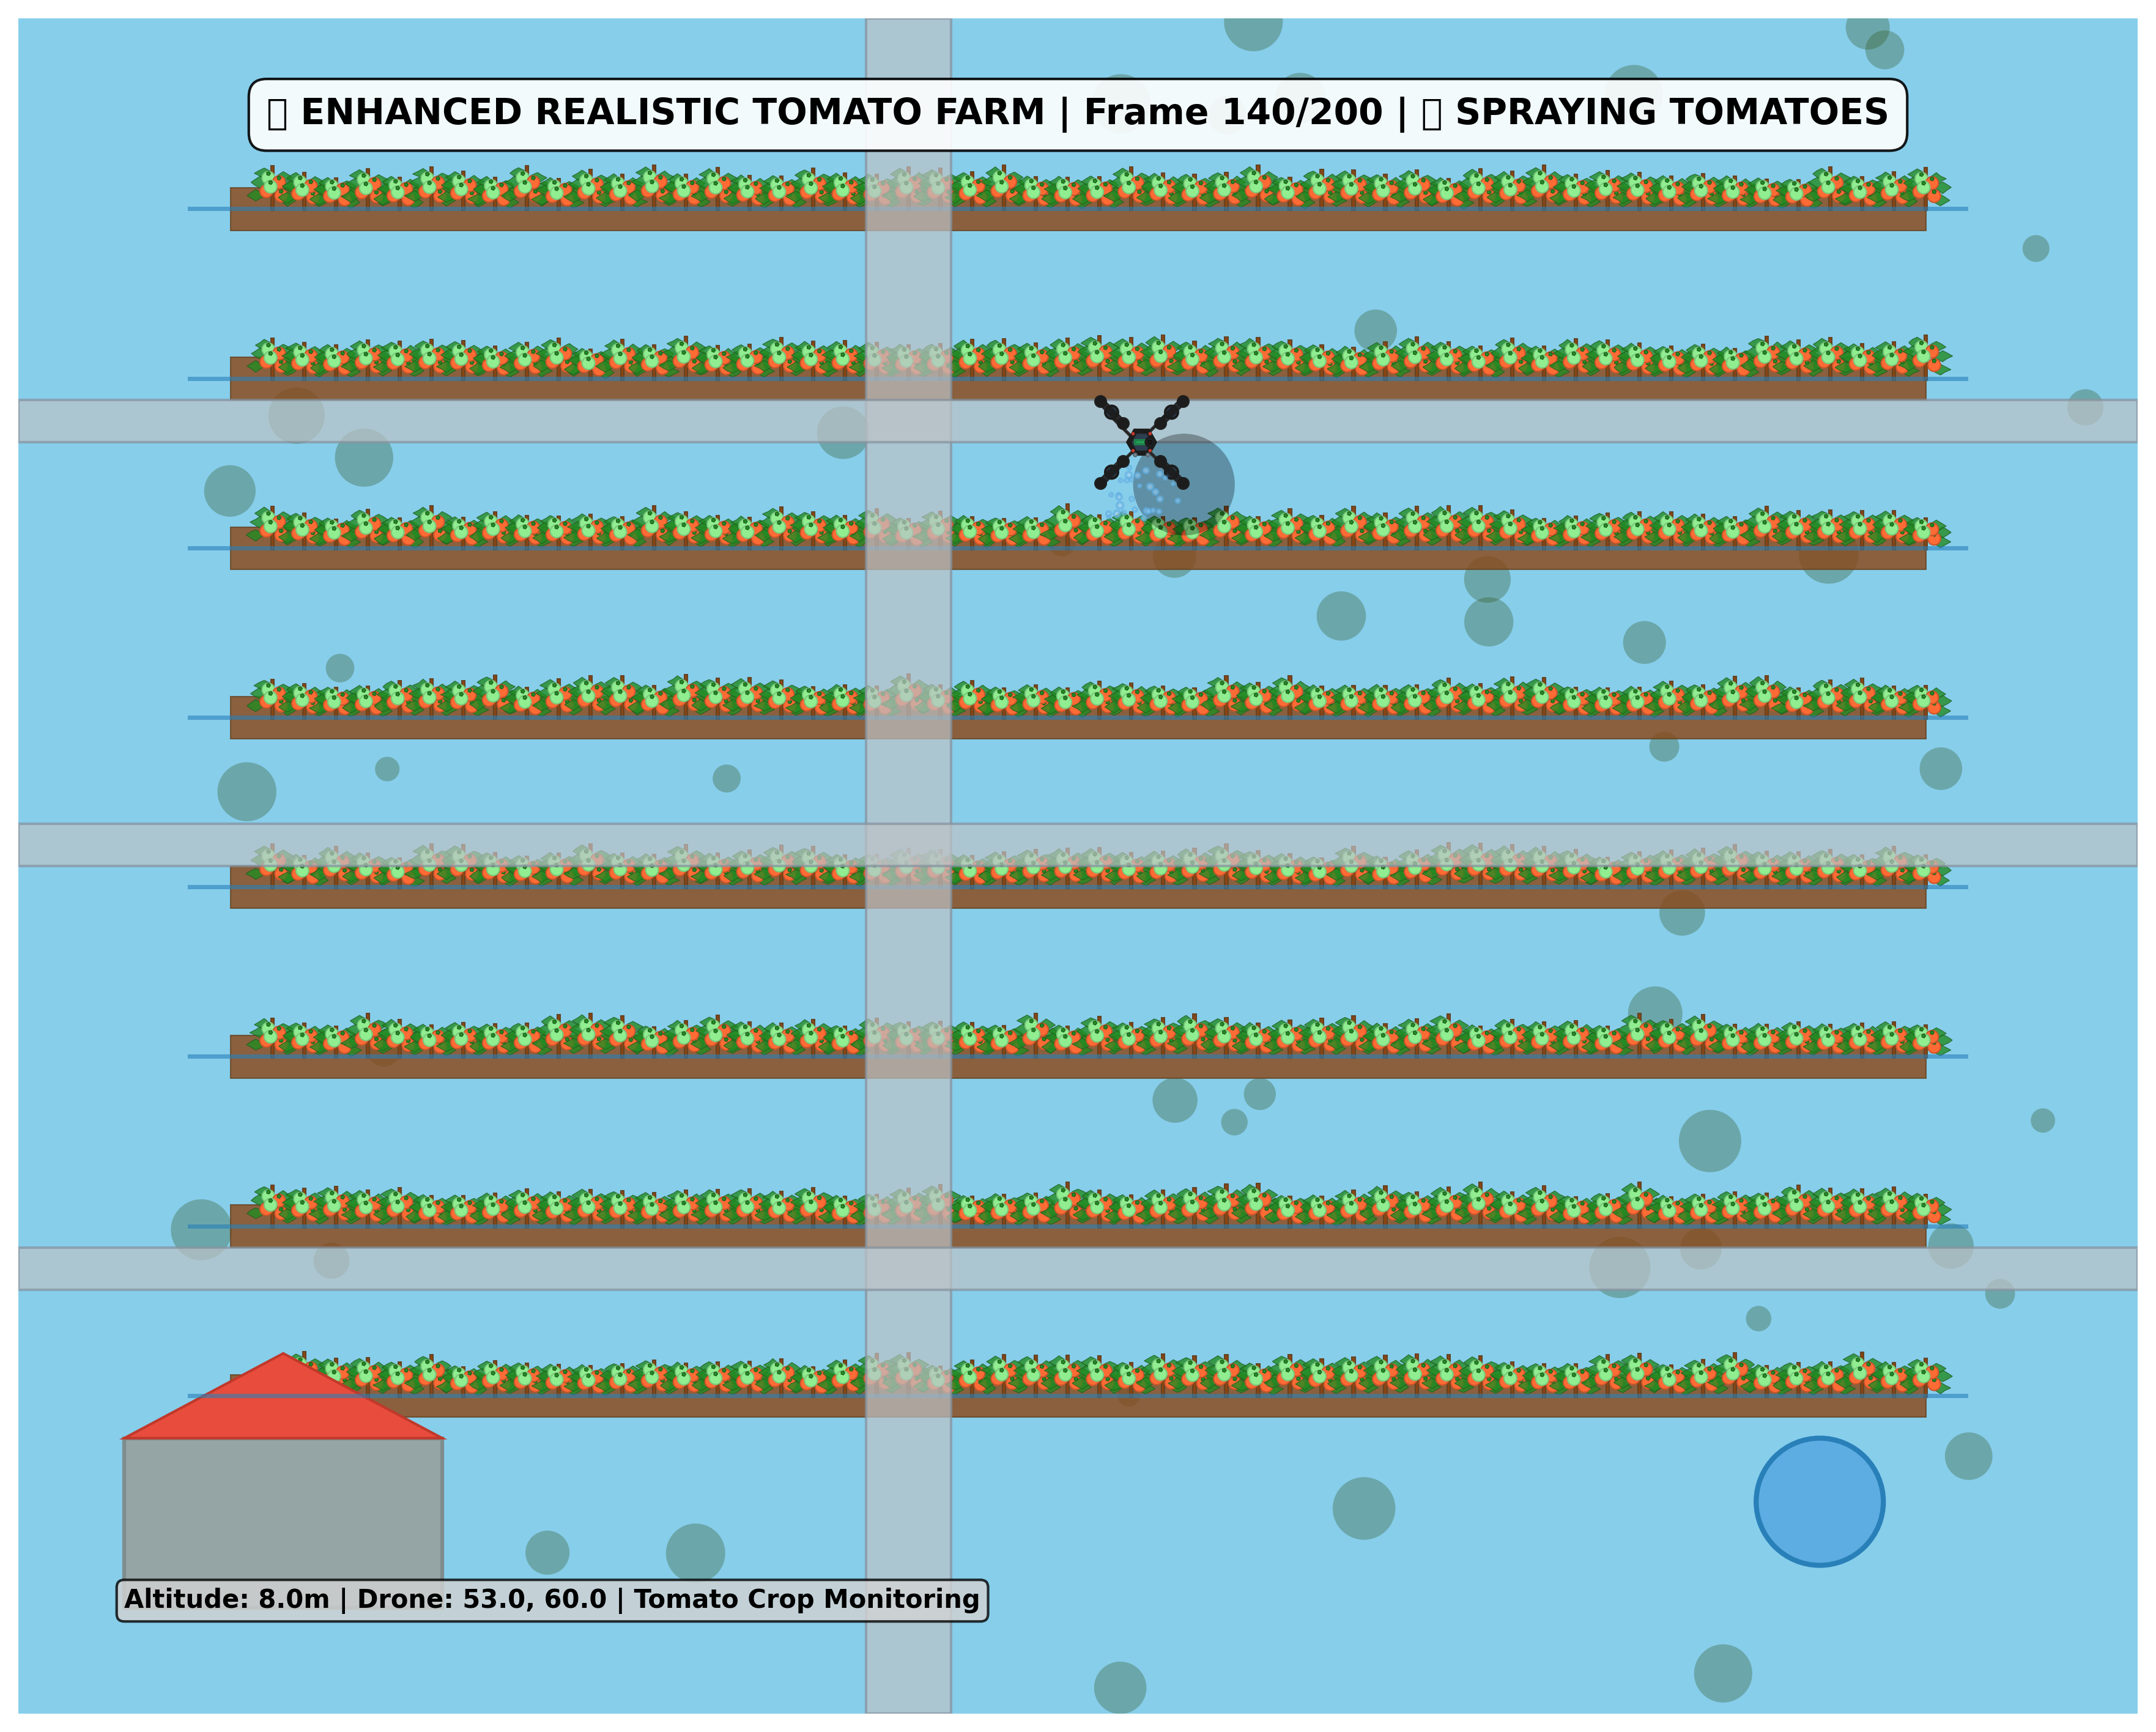 ▯ ENHANCED REALISTIC TOMATO FARM | Frame 140/200 | ▯ SPRAYING TOMATOES
Altitude: 8.0m | Drone: 53.0, 60.0 | Tomato Crop Monitoring